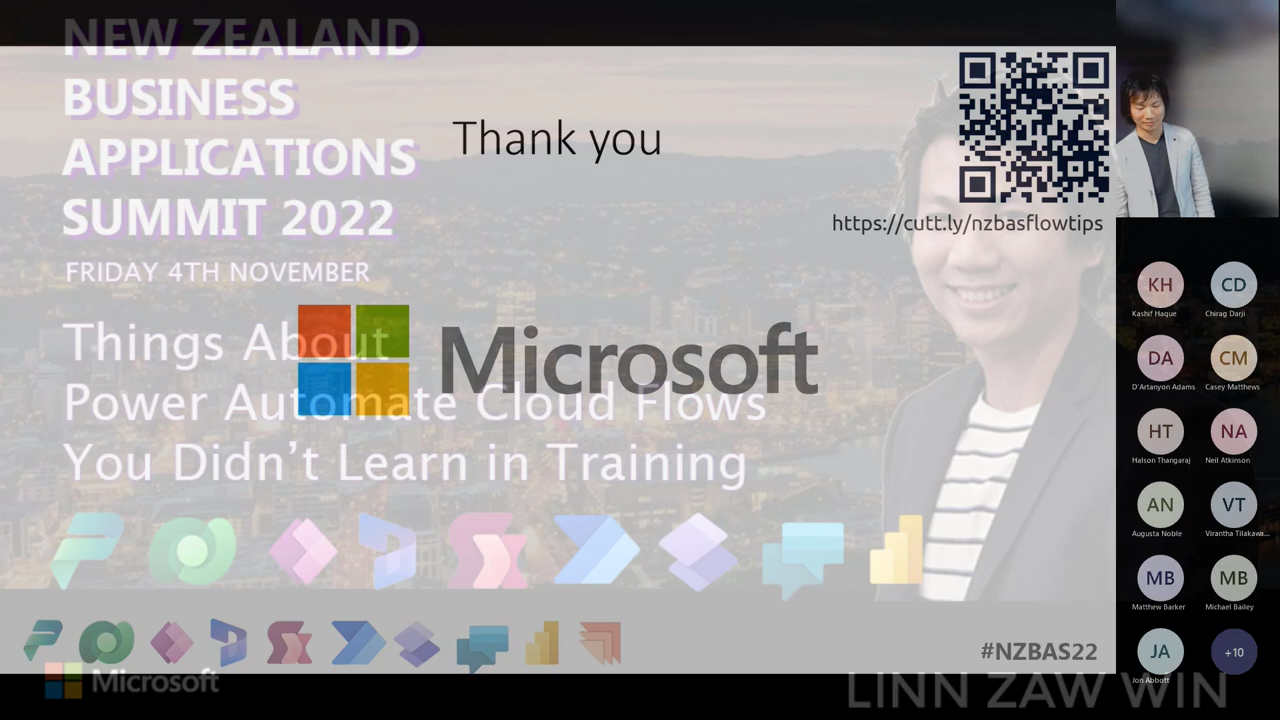 NEW ZEALAND
BUSINESS
APPLICATIONS
SUMMIT 2022
FRIDAY 4TH NOVEMBER
Thank you
https://cutt.ly/nzbasflowtips
Things About
Power Automate Cloud Flows
You Didn't Learn in Training
Microsoft
#NZBAS22
Microsoft
LINN ZAW WIN
KH
CD
Kashif Haque
Chirag Darji
DA
CM
D'Artanyon Adams
Casey Matthews
HT
NA
Halson Thangaraj
Neil Atkinson
AN
VT
Augusta Noble
Virantha Tilakawa...
MB
MB
Matthew Barker
Michael Bailey
JA
+10
Jon Abbott